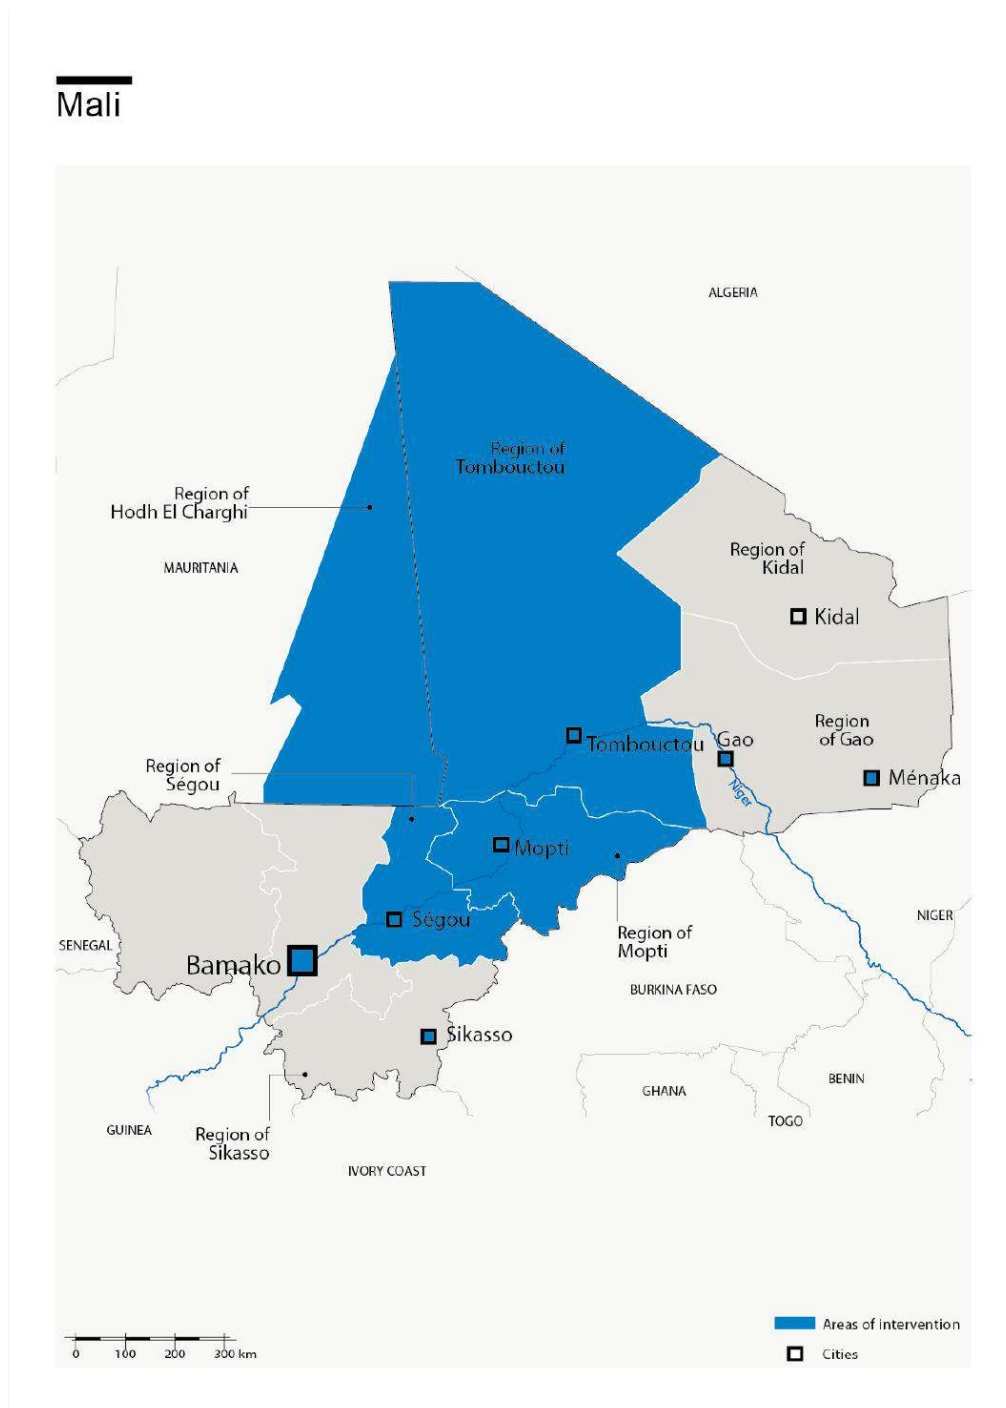 Mali
ALGERIA
Region of
Tombouctou
Region of
Hodh El Charghi
MAURITANIA
Region of
Kidal
Kidal
Region
of Gao
Tombouctou
Gao
Ménaka
Niger
Region of
Ségou
Mopti
Ségou
NIGER
SENEGAL
Region of
Mopti
Bamako
BURKINA FASO
Sikasso
BENIN
GHANA
TOGO
GUINEA
Region of
Sikasso
IVORY COAST
Areas of intervention
Cities
0 100 200 300 km